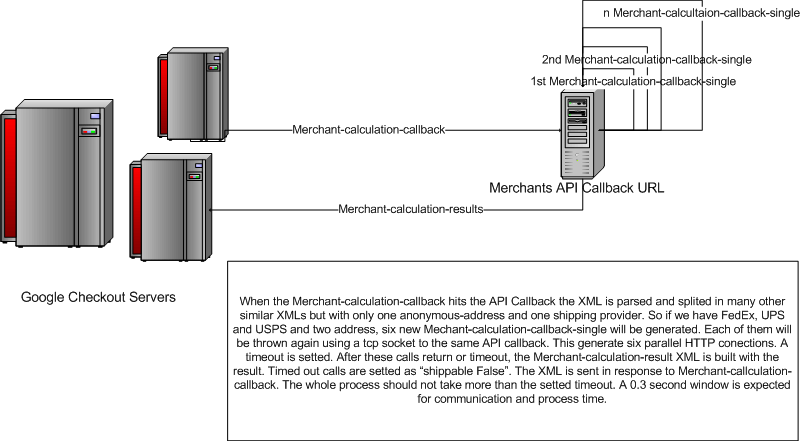 n Merchant-calcultaion-callback-single
2nd Merchant-calculation-callback-single
1st Merchant-calculation-callback-single
Merchant-calculation-callback
Merchants API Callback URL
Merchant-calculation-results
Google Checkout Servers
When the Merchant-calculation-callback hits the API Callback the XML is parsed and splited in many other
similar XMLs but with only one anonymous-address and one shipping provider. So if we have FedEx, UPS
and USPS and two address, six new Mechant-calculation-callback-single will be generated. Each of them will
be thrown again using a tcp socket to the same API callback. This generate six parallel HTTP conections. A
timeout is setted. After these calls return or timeout, the Merchant-calculation-result XML is built with the
result. Timed out calls are setted as “shippable False”. The XML is sent in response to Merchant-callculation-
callback. The whole process should not take more than the setted timeout. A 0.3 second window is expected
for communication and process time.